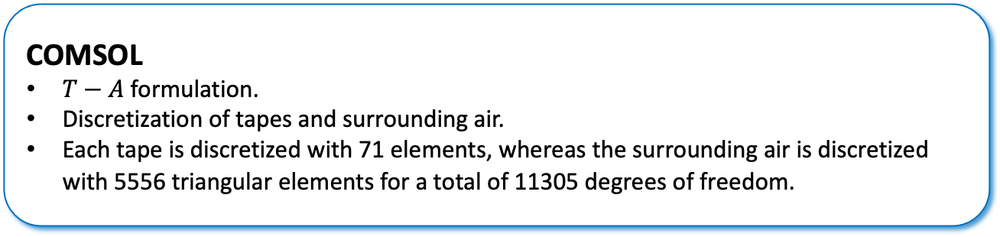 COMSOL
• T − A formulation.
• Discretization of tapes and surrounding air.
• Each tape is discretized with 71 elements, whereas the surrounding air is discretized
with 5556 triangular elements for a total of 11305 degrees of freedom.